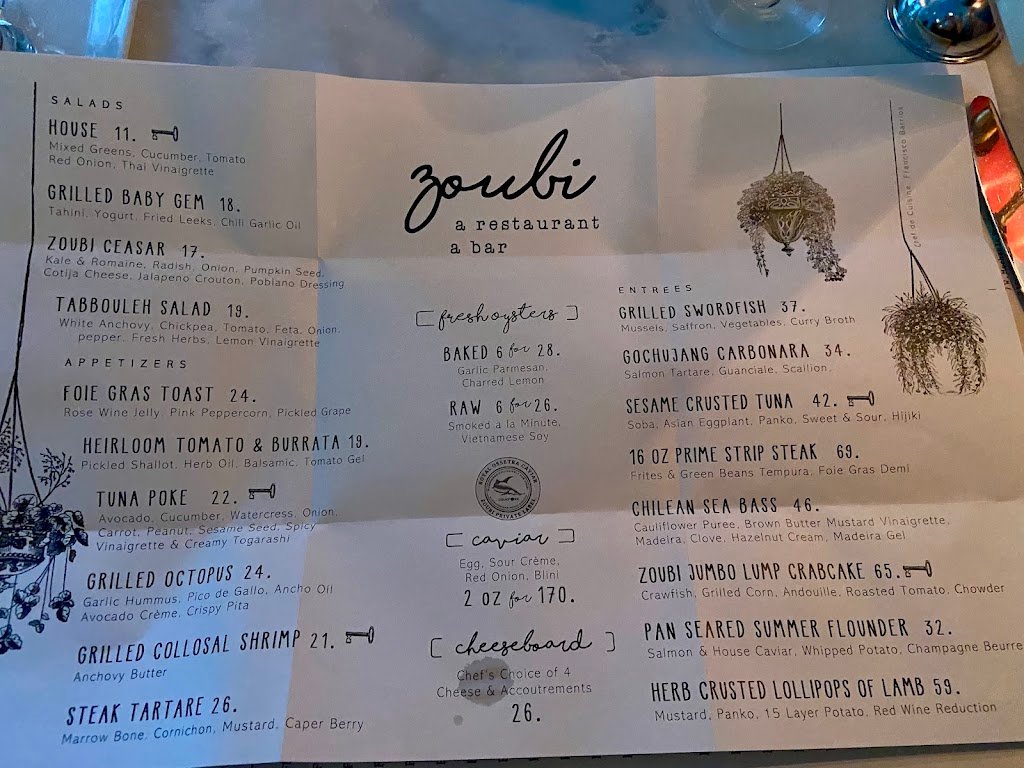 SALADS
HOUSE 11.
Mixed Greens, Cucumber, Tomato
Red Onion, Thai Vinaigrette
GRILLED BABY GEM 18.
Tahini, Yogurt, Fried Leeks, Chili Garlic Oil
ZOUBI CEASAR 17.
Kale & Romaine, Radish, Onion, Pumpkin Seed,
Cotija Cheese, Jalapeno Crouton, Poblano Dressing
TABBOULEH SALAD 19.
White Anchovy, Chickpea, Tomato, Feta, Onion,
pepper, Fresh Herbs, Lemon Vinaigrette
APPETIZERS
FOIE GRAS TOAST 24.
Rose Wine Jelly, Pink Peppercorn, Pickled Grape
HEIRLOOM TOMATO & BURRATA 19.
Pickled Shallot, Herb Oil, Balsamic, Tomato Gel
TUNA POKE 22.
Avocado, Cucumber, Watercress, Onion,
Carrot, Peanut, Sesame Seed, Spicy
Vinaigrette & Creamy Togarashi
GRILLED OCTOPUS 24.
Garlic Hummus, Pico de Gallo, Ancho Oil
Avocado Crème, Crispy Pita
GRILLED COLLOSAL SHRIMP 21.
Anchovy Butter
STEAK TARTARE 26.
Marrow Bone, Cornichon, Mustard, Caper Berry
zoubi
a restaurant
a bar
[fresh oysters]
BAKED 6 for 28.
Garlic Parmesan,
Charred Lemon
RAW 6 for 26.
Smoked a la Minute,
Vietnamese Soy
ROYAL OSSETRA CAVIAR
ZOUBI PRIVATE LABEL
[caviar]
Egg, Sour Crème,
Red Onion, Blini
2 OZ for 170.
[cheeseboard]
Chef's Choice of 4
Cheese & Accoutrements
26.
Chef de Cuisine Francisco Barrios
ENTREES
GRILLED SWORDFISH 37.
Mussels, Saffron, Vegetables, Curry Broth
GOCHUJANG CARBONARA 34.
Salmon Tartare, Guanciale, Scallion,
SESAME CRUSTED TUNA 42.
Soba, Asian Eggplant, Panko, Sweet & Sour, Hijiki
16 OZ PRIME STRIP STEAK 69.
Frites & Green Beans Tempura, Foie Gras Demi
CHILEAN SEA BASS 46.
Cauliflower Puree, Brown Butter Mustard Vinaigrette,
Madeira, Clove, Hazelnut Cream, Madeira Gel
ZOUBI JUMBO LUMP CRABCAKE 65.
Crawfish, Grilled Corn, Andouille, Roasted Tomato, Chowder
PAN SEARED SUMMER FLOUNDER 32.
Salmon & House Caviar, Whipped Potato, Champagne Beurre
HERB CRUSTED LOLLIPOPS OF LAMB 59.
Mustard, Panko, 15 Layer Potato, Red Wine Reduction